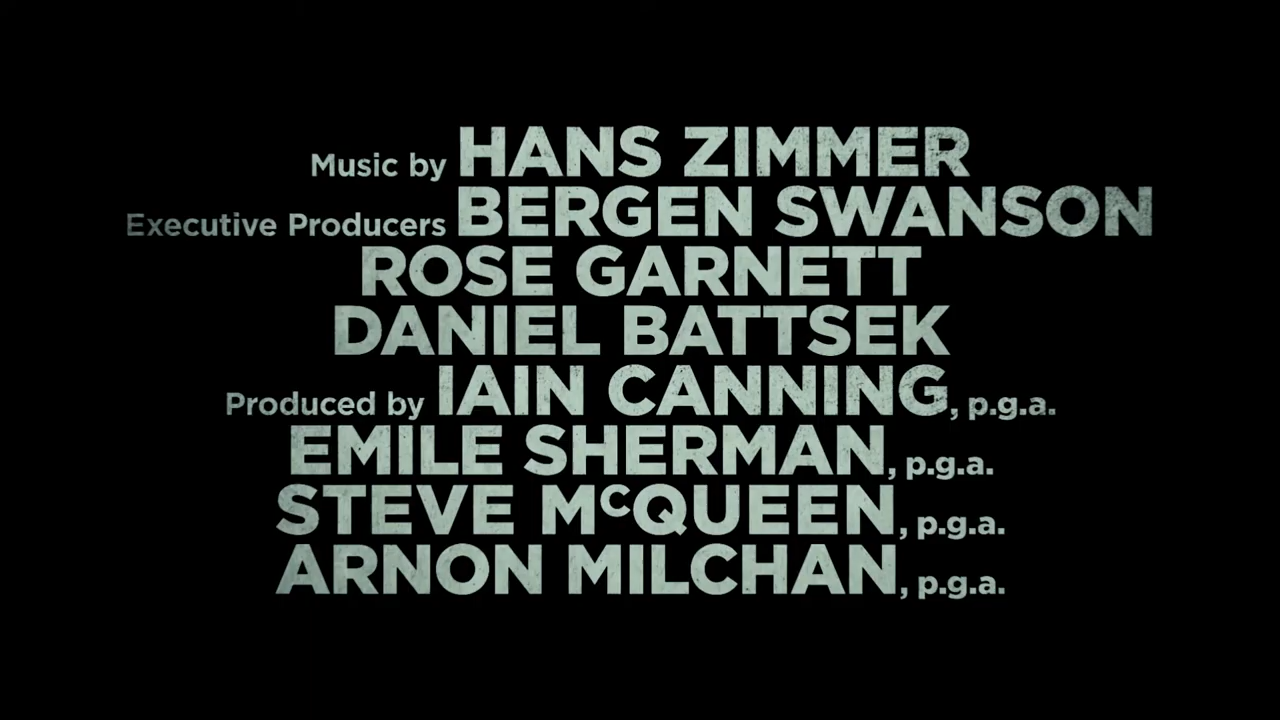 Music by HANS ZIMMER
Executive Producers BERGEN SWANSON
ROSE GARNETT
DANIEL BATTSEK
Produced by IAIN CANNING, p.g.a.
EMILE SHERMAN, p.g.a.
STEVE McQUEEN, p.g.a.
ARNON MILCHAN, p.g.a.